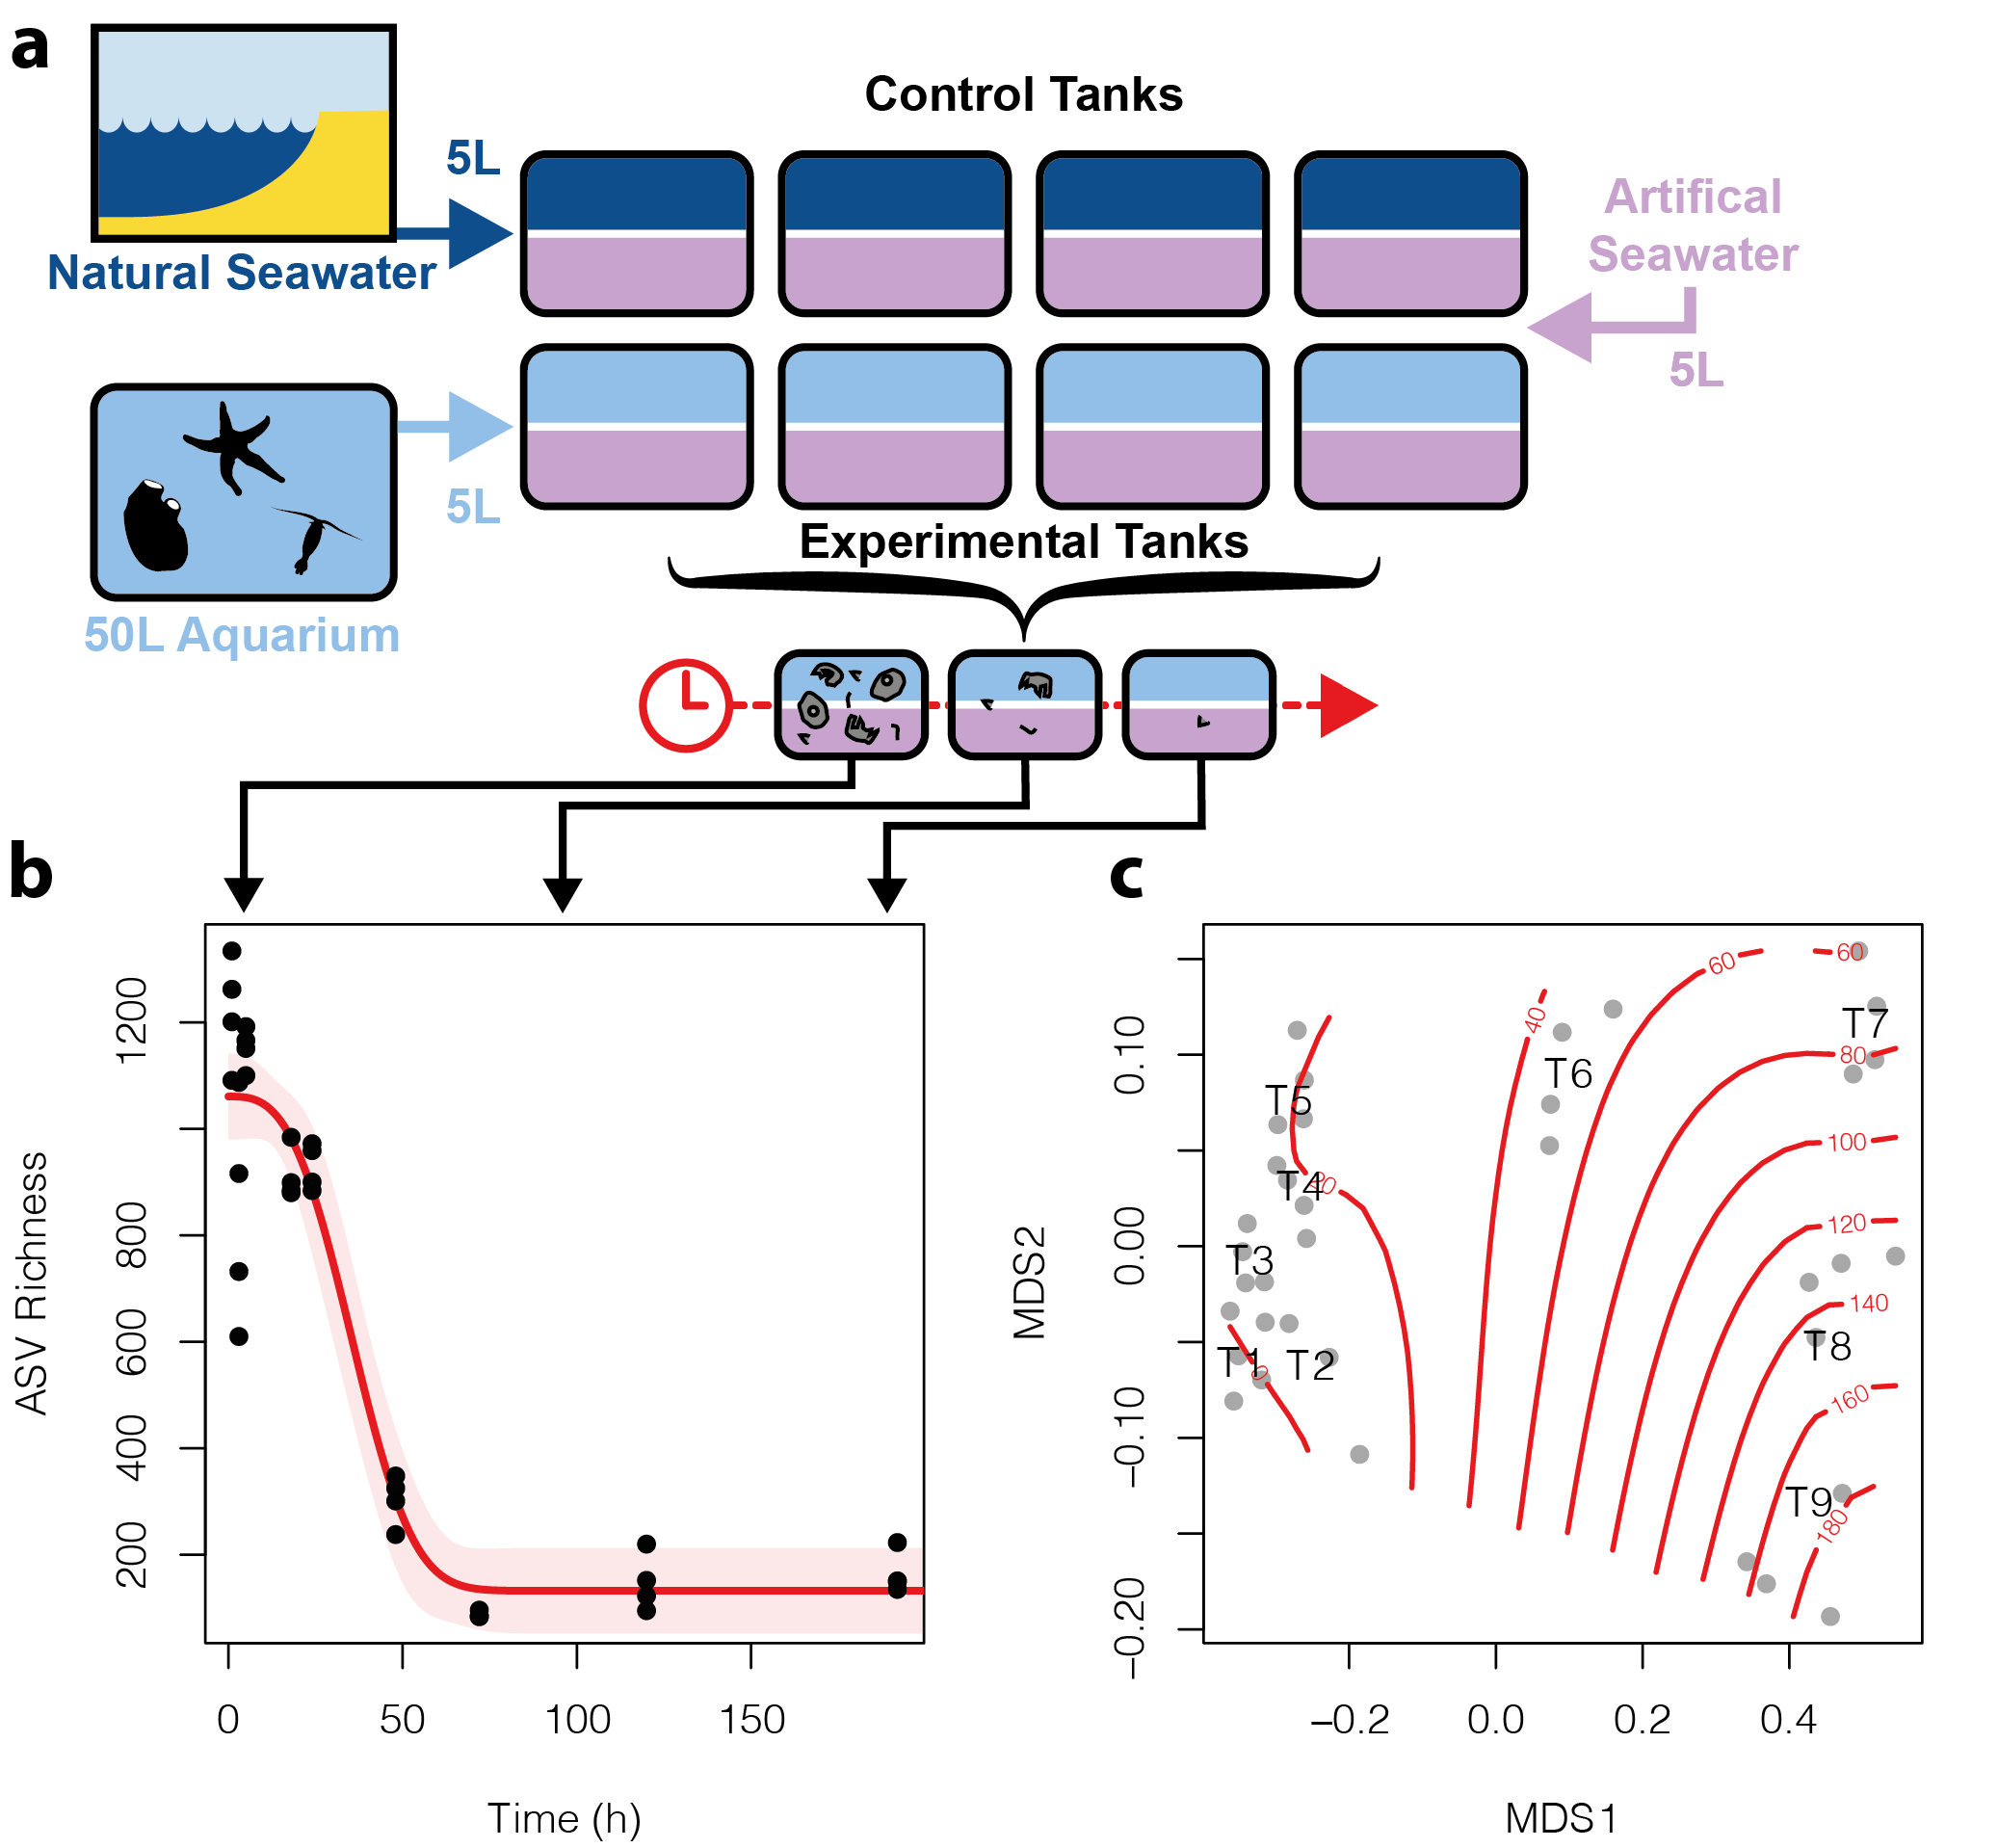 a
Control Tanks
5L
Natural Seawater
Artifical
Seawater
5L
5L
50L Aquarium
Experimental Tanks
b
ASV Richness
1200
800
600
400
200
0
50
100
150
Time (h)
c
MDS2
0.10
0.00
−0.10
−0.20
−0.2
0.0
0.2
0.4
MDS1
60
60
40
T7
80
T6
T5
100
T4
20
120
T3
140
T8
T1
T2
0
160
T9
180